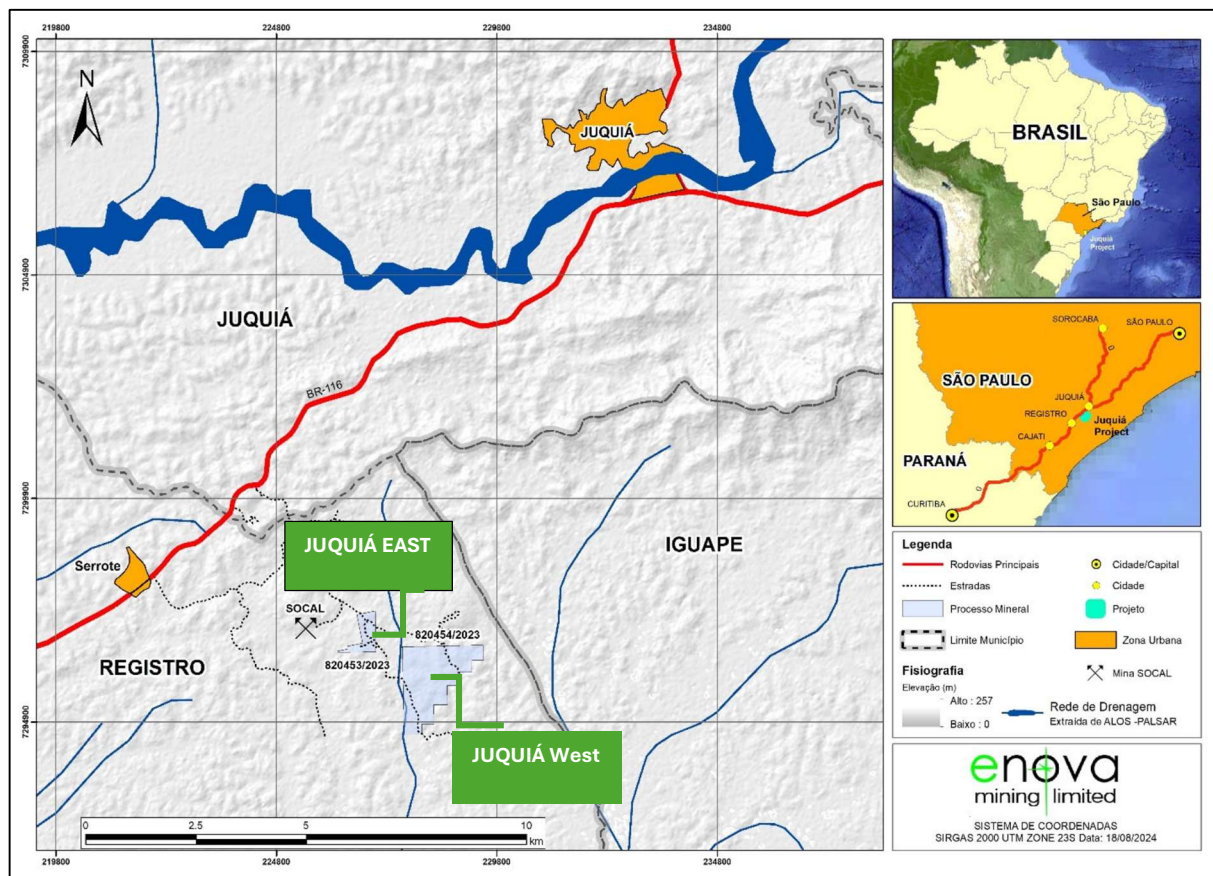 219800 224800 229800 234800
7309900
N
JUQUIÁ
7304900
JUQUIÁ
BR-116
7299900
JUQUIÁ EAST
IGUAPE
Serrote
SOCAL
820454/2023
820453/2023
REGISTRO
7294900
JUQUIÁ West
0 2.5 5 10
km
219800 224800 229800 234800
BRASIL
São Paulo
Juquiá
Project
SOROCABA
SÃO PAULO
SÃO PAULO
JUQUIÁ
REGISTRO
Juquiá
Project
CAJATI
PARANÁ
CURITIBA
Legenda
Rodovias Principais
Estradas
Processo Mineral
Limite Município
Cidade/Capital
Cidade
Projeto
Zona Urbana
Mina SOCAL
Fisiografia
Elevação (m)
Alto : 257
Baixo : 0
Rede de Drenagem
Extraída de ALOS -PALSAR
enova
mining limited
SISTEMA DE COORDENADAS
SIRGAS 2000 UTM ZONE 23S Data: 18/08/2024